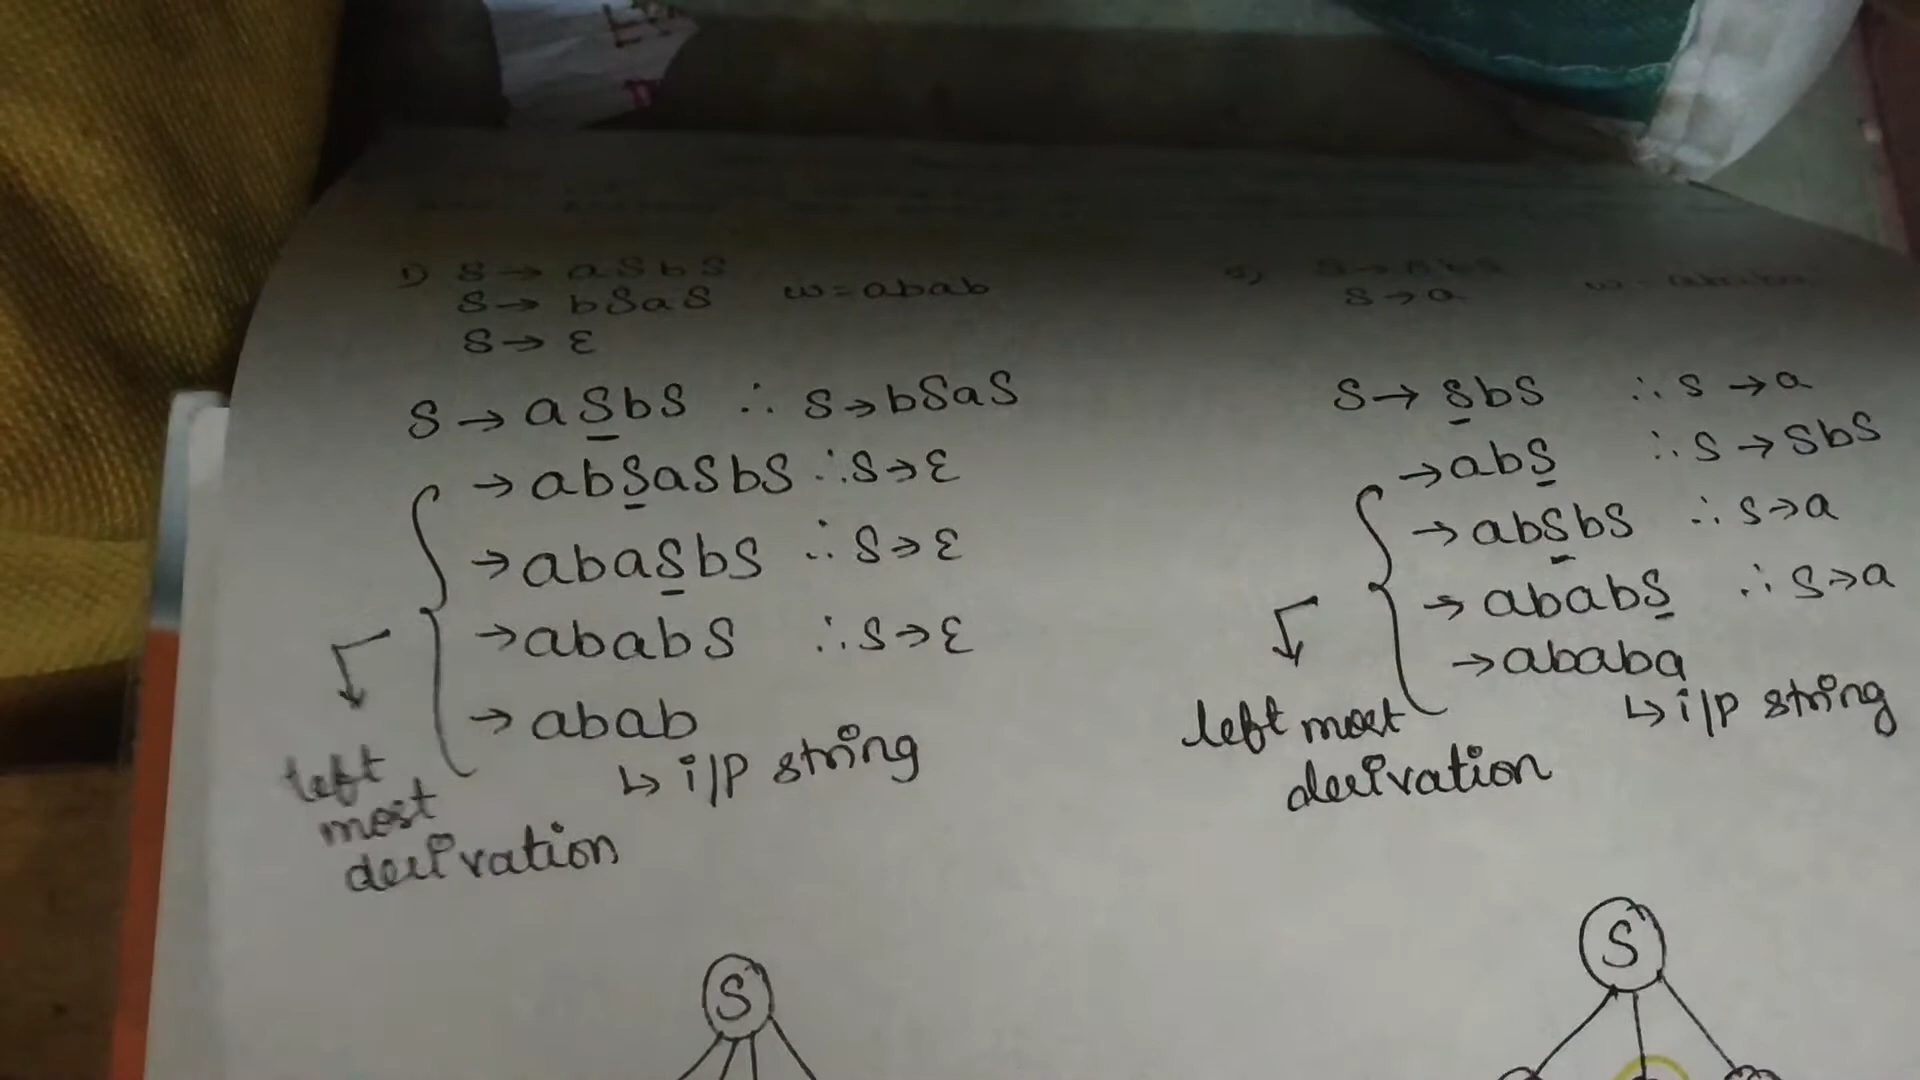 1) S → aSbS
S → bSaS w = abab
S → ε
S → aSbS ∴ S → bSaS
→ abSaSbS ∴ S → ε
→ abaSbS ∴ S → ε
→ ababS ∴ S → ε
→ abab
↳ i/p string
left
most
derivation
S
S → a
S → SbS ∴ S → a
→ abS ∴ S → SbS
→ abSbS ∴ S → a
→ ababS ∴ S → a
→ ababa
↳ i/p string
left most
derivation
S